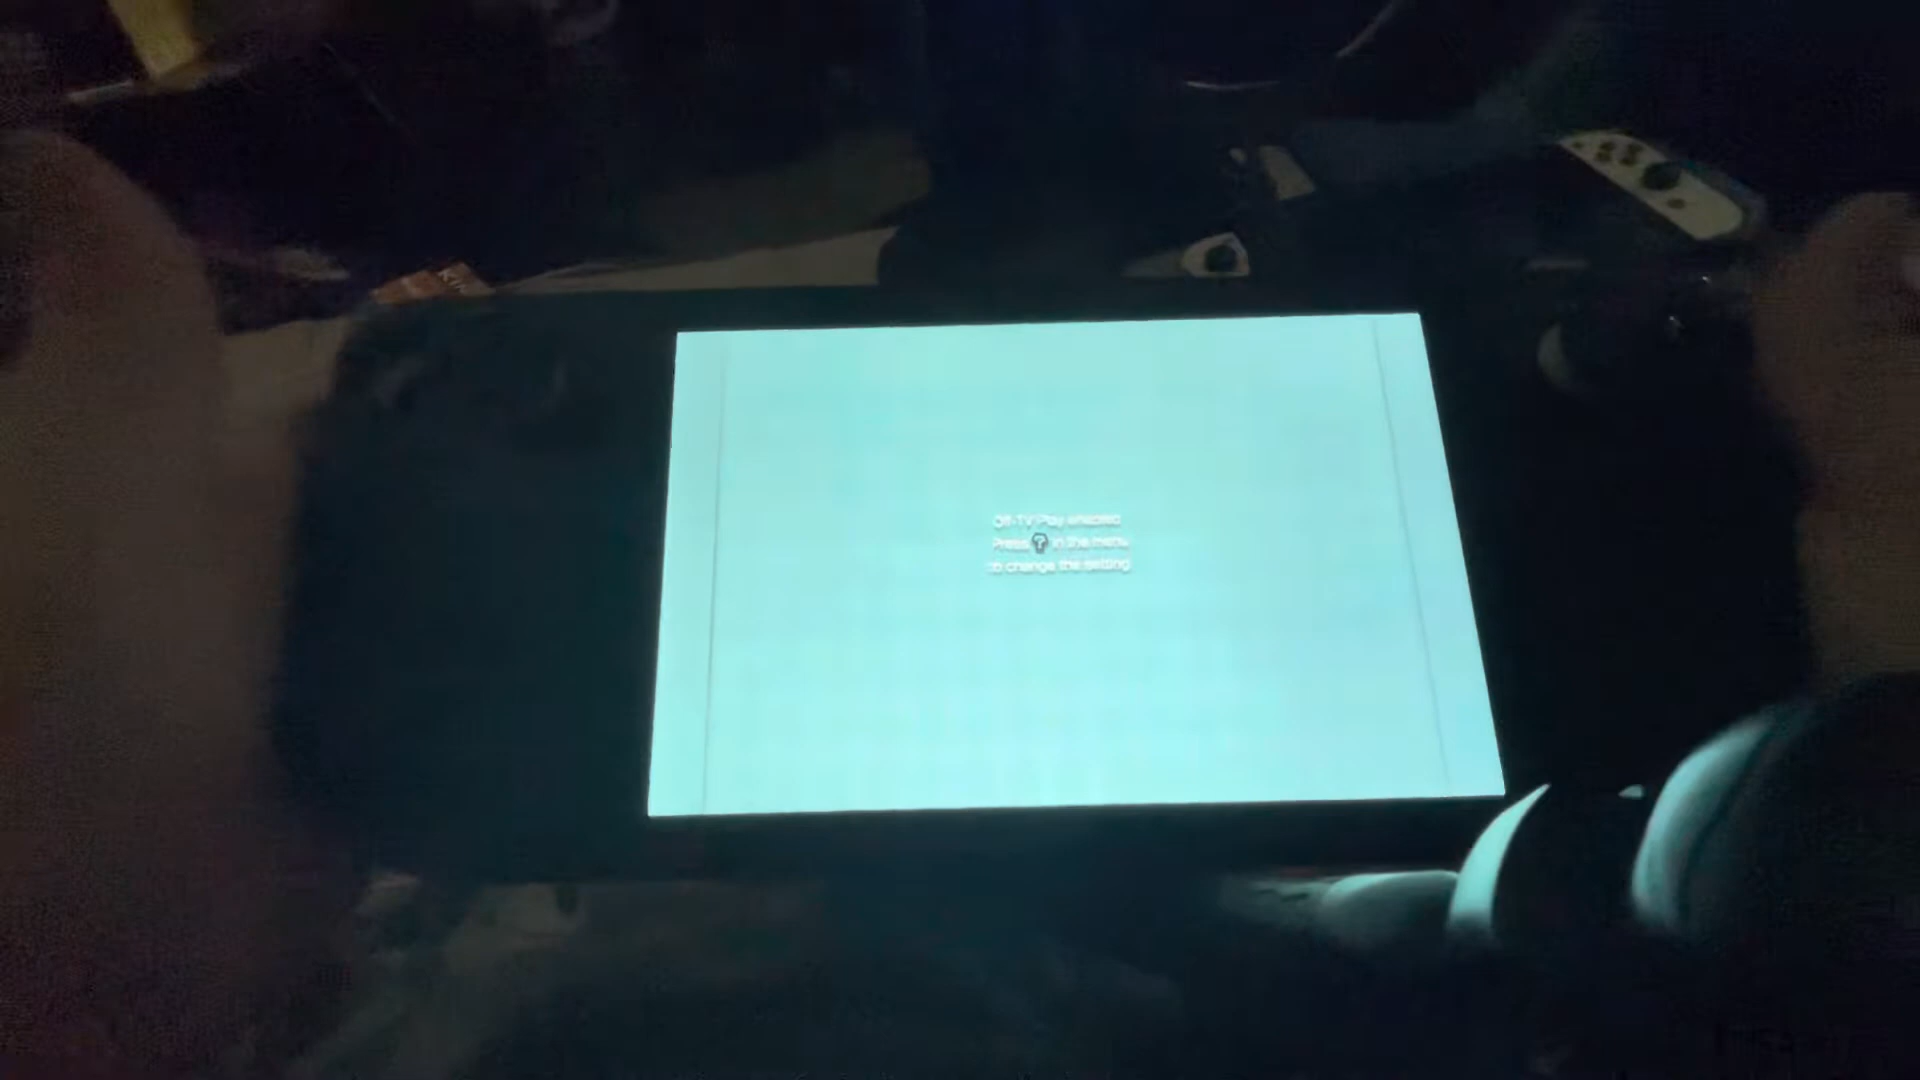 Off-TV Play enabled
Press ? in the menu
to change the setting